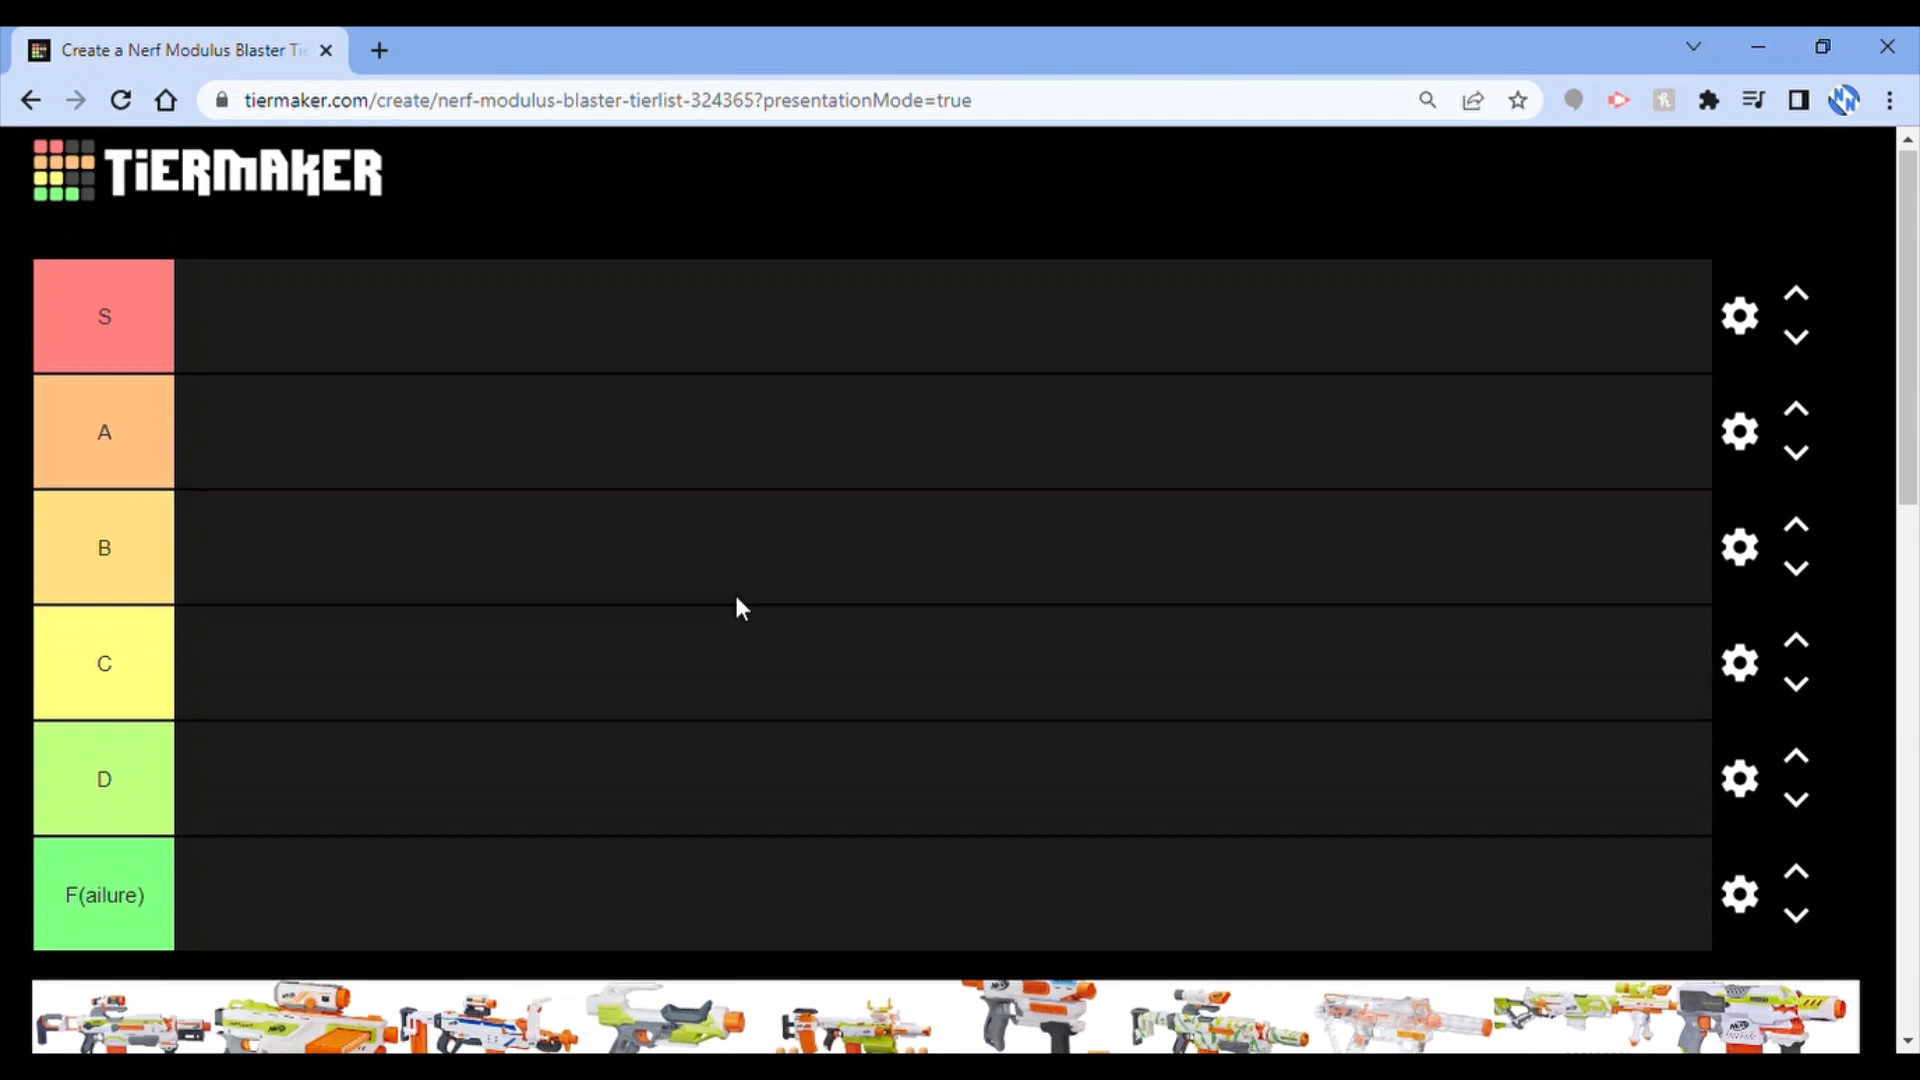 Create a Nerf Modulus Blaster Ti
tiermaker.com/create/nerf-modulus-blaster-tierlist-324365?presentationMode=true
TiERMAKER
S
A
B
C
D
F(ailure)